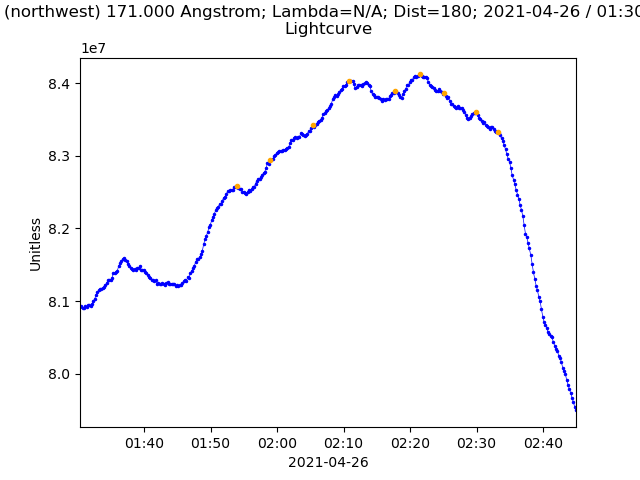 (northwest) 171.000 Angstrom; Lambda=N/A; Dist=180; 2021-04-26 / 01:30
Lightcurve
1e7
8.4
8.3
8.2
8.1
8.0
Unitless
01:40 01:50 02:00 02:10 02:20 02:30 02:40
2021-04-26